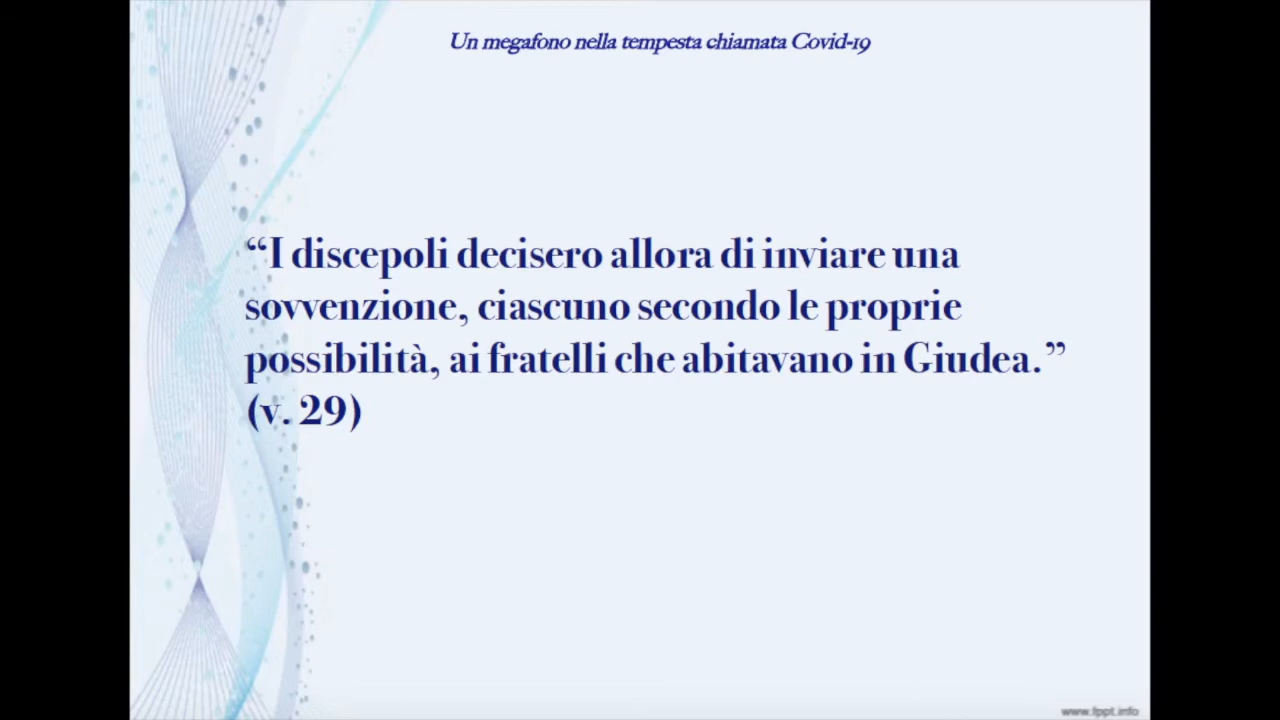 Un megafono nella tempesta chiamata Covid-19
“I discepoli decisero allora di inviare una
sovvenzione, ciascuno secondo le proprie
possibilità, ai fratelli che abitavano in Giudea.”
(v. 29)
www.fppt.info